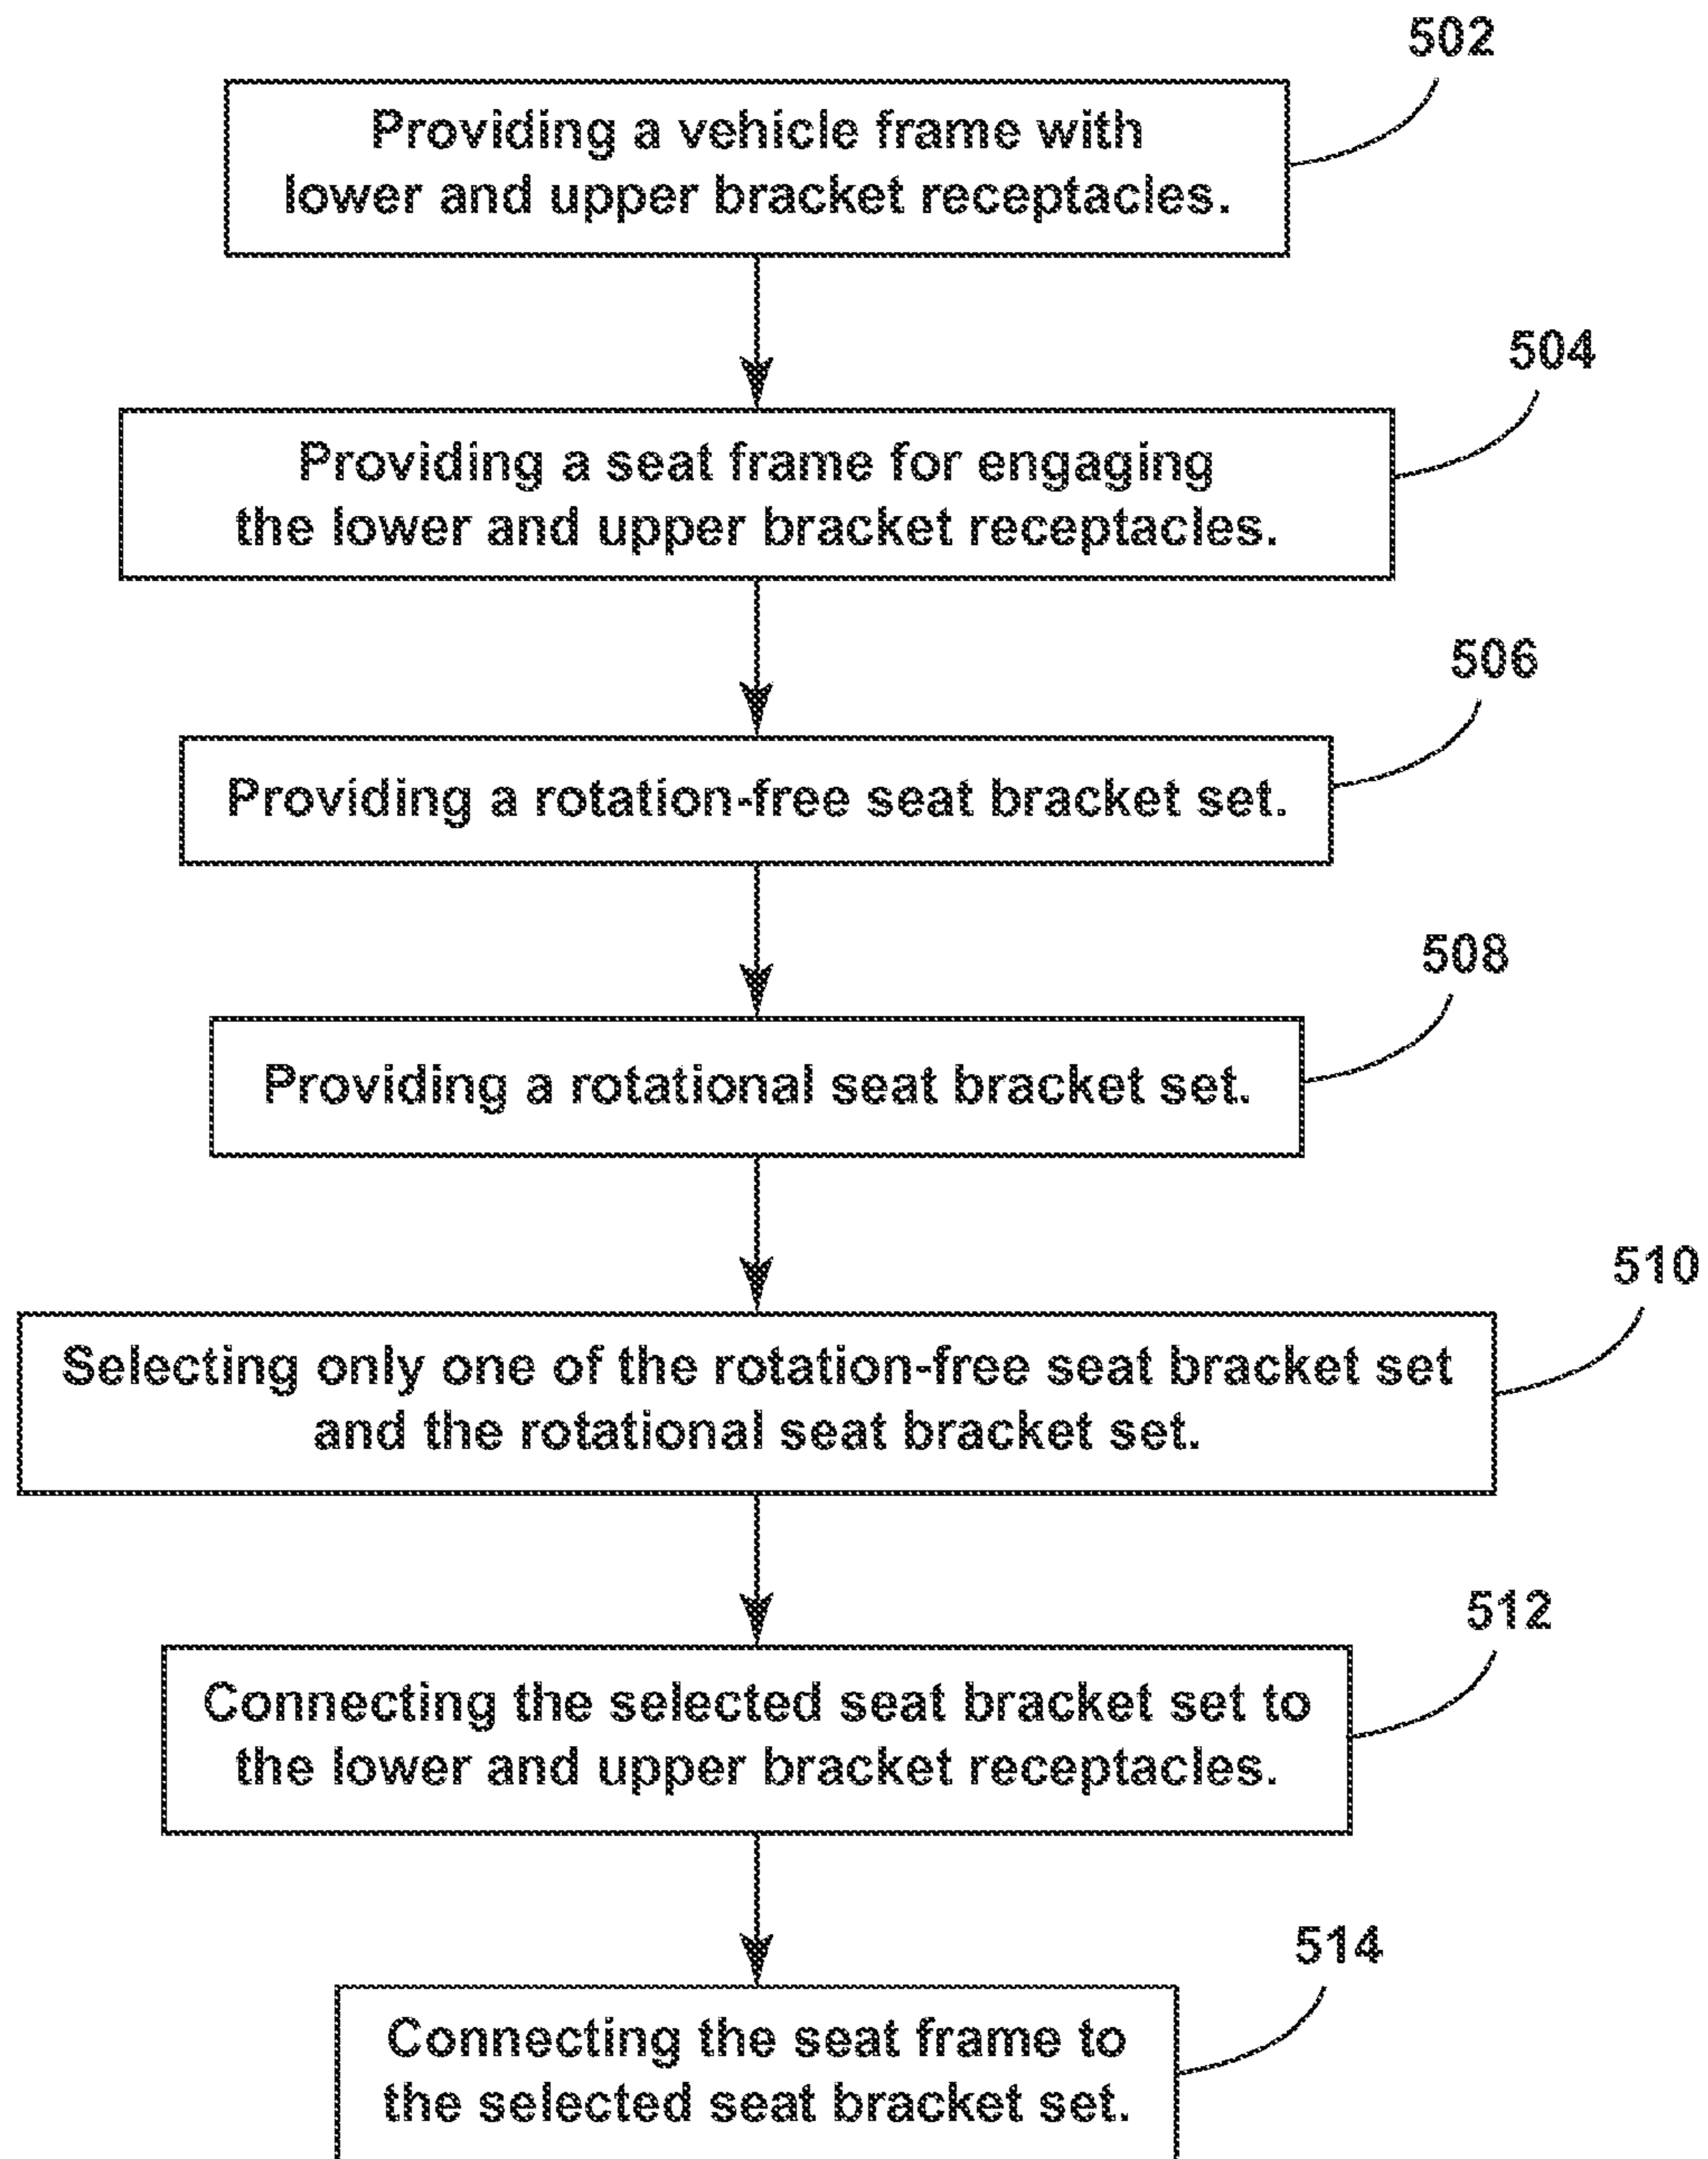 502
Providing a vehicle frame with
lower and upper bracket receptacles.
504
Providing a seat frame for engaging
the lower and upper bracket receptacles.
506
Providing a rotation-free seat bracket set.
508
Providing a rotational seat bracket set.
510
Selecting only one of the rotation-free seat bracket set
and the rotational seat bracket set.
512
Connecting the selected seat bracket set to
the lower and upper bracket receptacles.
514
Connecting the seat frame to
the selected seat bracket set.